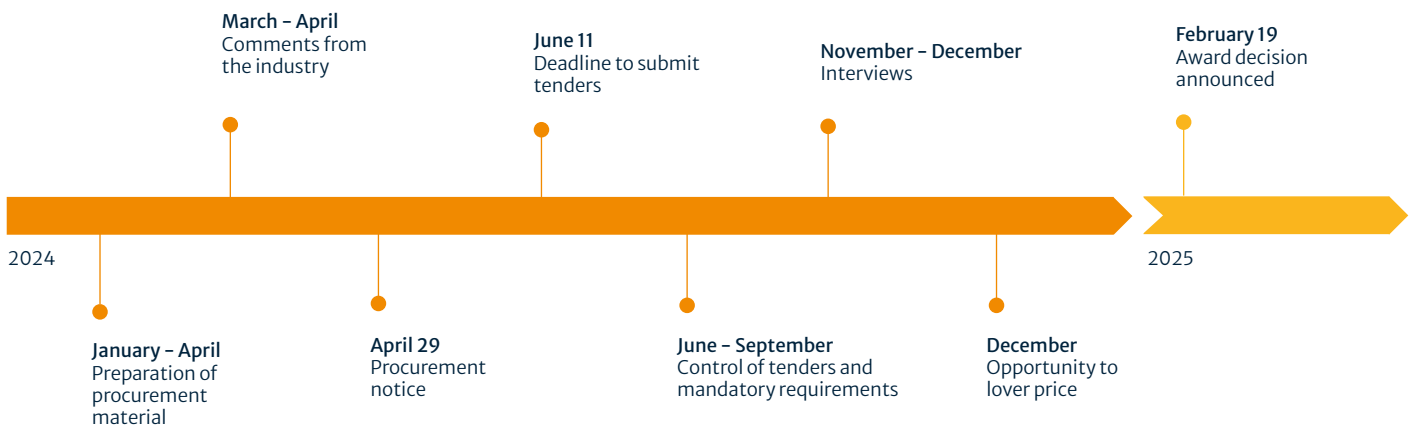 March – April
Comments from
the industry
June 11
Deadline to submit
tenders
November – December
Interviews
February 19
Award decision
announced
2024
2025
January – April
Preparation of
procurement
material
April 29
Procurement
notice
June – September
Control of tenders and
mandatory requirements
December
Opportunity to
lover price